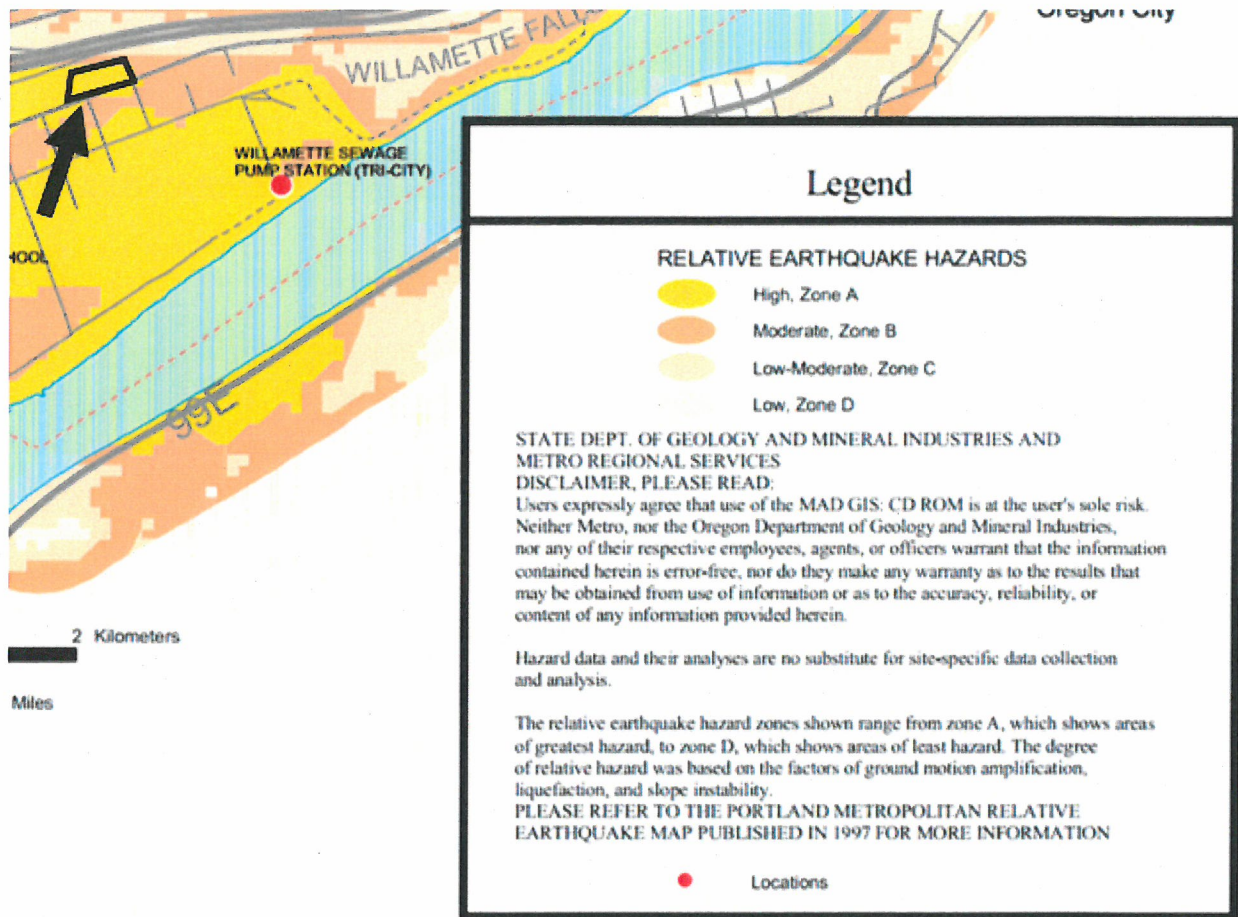 Oregon City
WILLAMETTE FALLS
WILLAMETTE SEWAGE
PUMP STATION (TRI-CITY)
HOOL
99E
2 Kilometers
Miles
Legend
RELATIVE EARTHQUAKE HAZARDS
High, Zone A
Moderate, Zone B
Low-Moderate, Zone C
Low, Zone D
STATE DEPT. OF GEOLOGY AND MINERAL INDUSTRIES AND
METRO REGIONAL SERVICES
DISCLAIMER, PLEASE READ:
Users expressly agree that use of the MAD GIS: CD ROM is at the user's sole risk.
Neither Metro, nor the Oregon Department of Geology and Mineral Industries,
nor any of their respective employees, agents, or officers warrant that the information
contained herein is error-free, nor do they make any warranty as to the results that
may be obtained from use of information or as to the accuracy, reliability, or
content of any information provided herein.
Hazard data and their analyses are no substitute for site-specific data collection
and analysis.
The relative earthquake hazard zones shown range from zone A, which shows areas
of greatest hazard, to zone D, which shows areas of least hazard. The degree
of relative hazard was based on the factors of ground motion amplification,
liquefaction, and slope instability.
PLEASE REFER TO THE PORTLAND METROPOLITAN RELATIVE
EARTHQUAKE MAP PUBLISHED IN 1997 FOR MORE INFORMATION
Locations